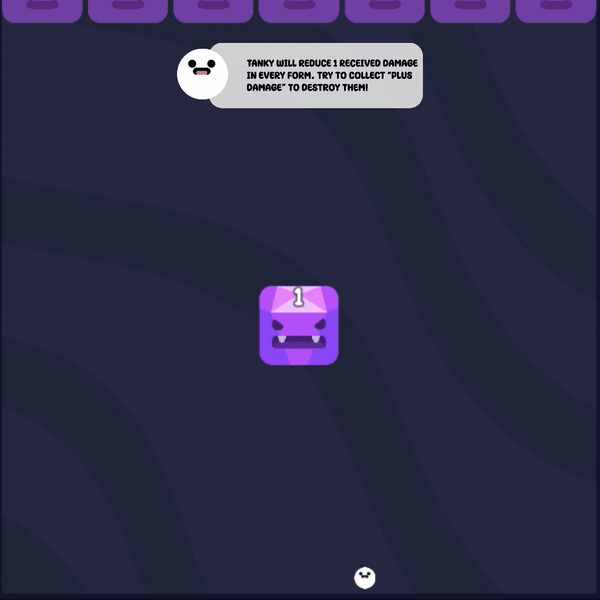 TANKY WILL REDUCE 1 RECEIVED DAMAGE
IN EVERY FORM. TRY TO COLLECT "PLUS
DAMAGE" TO DESTROY THEM!
1